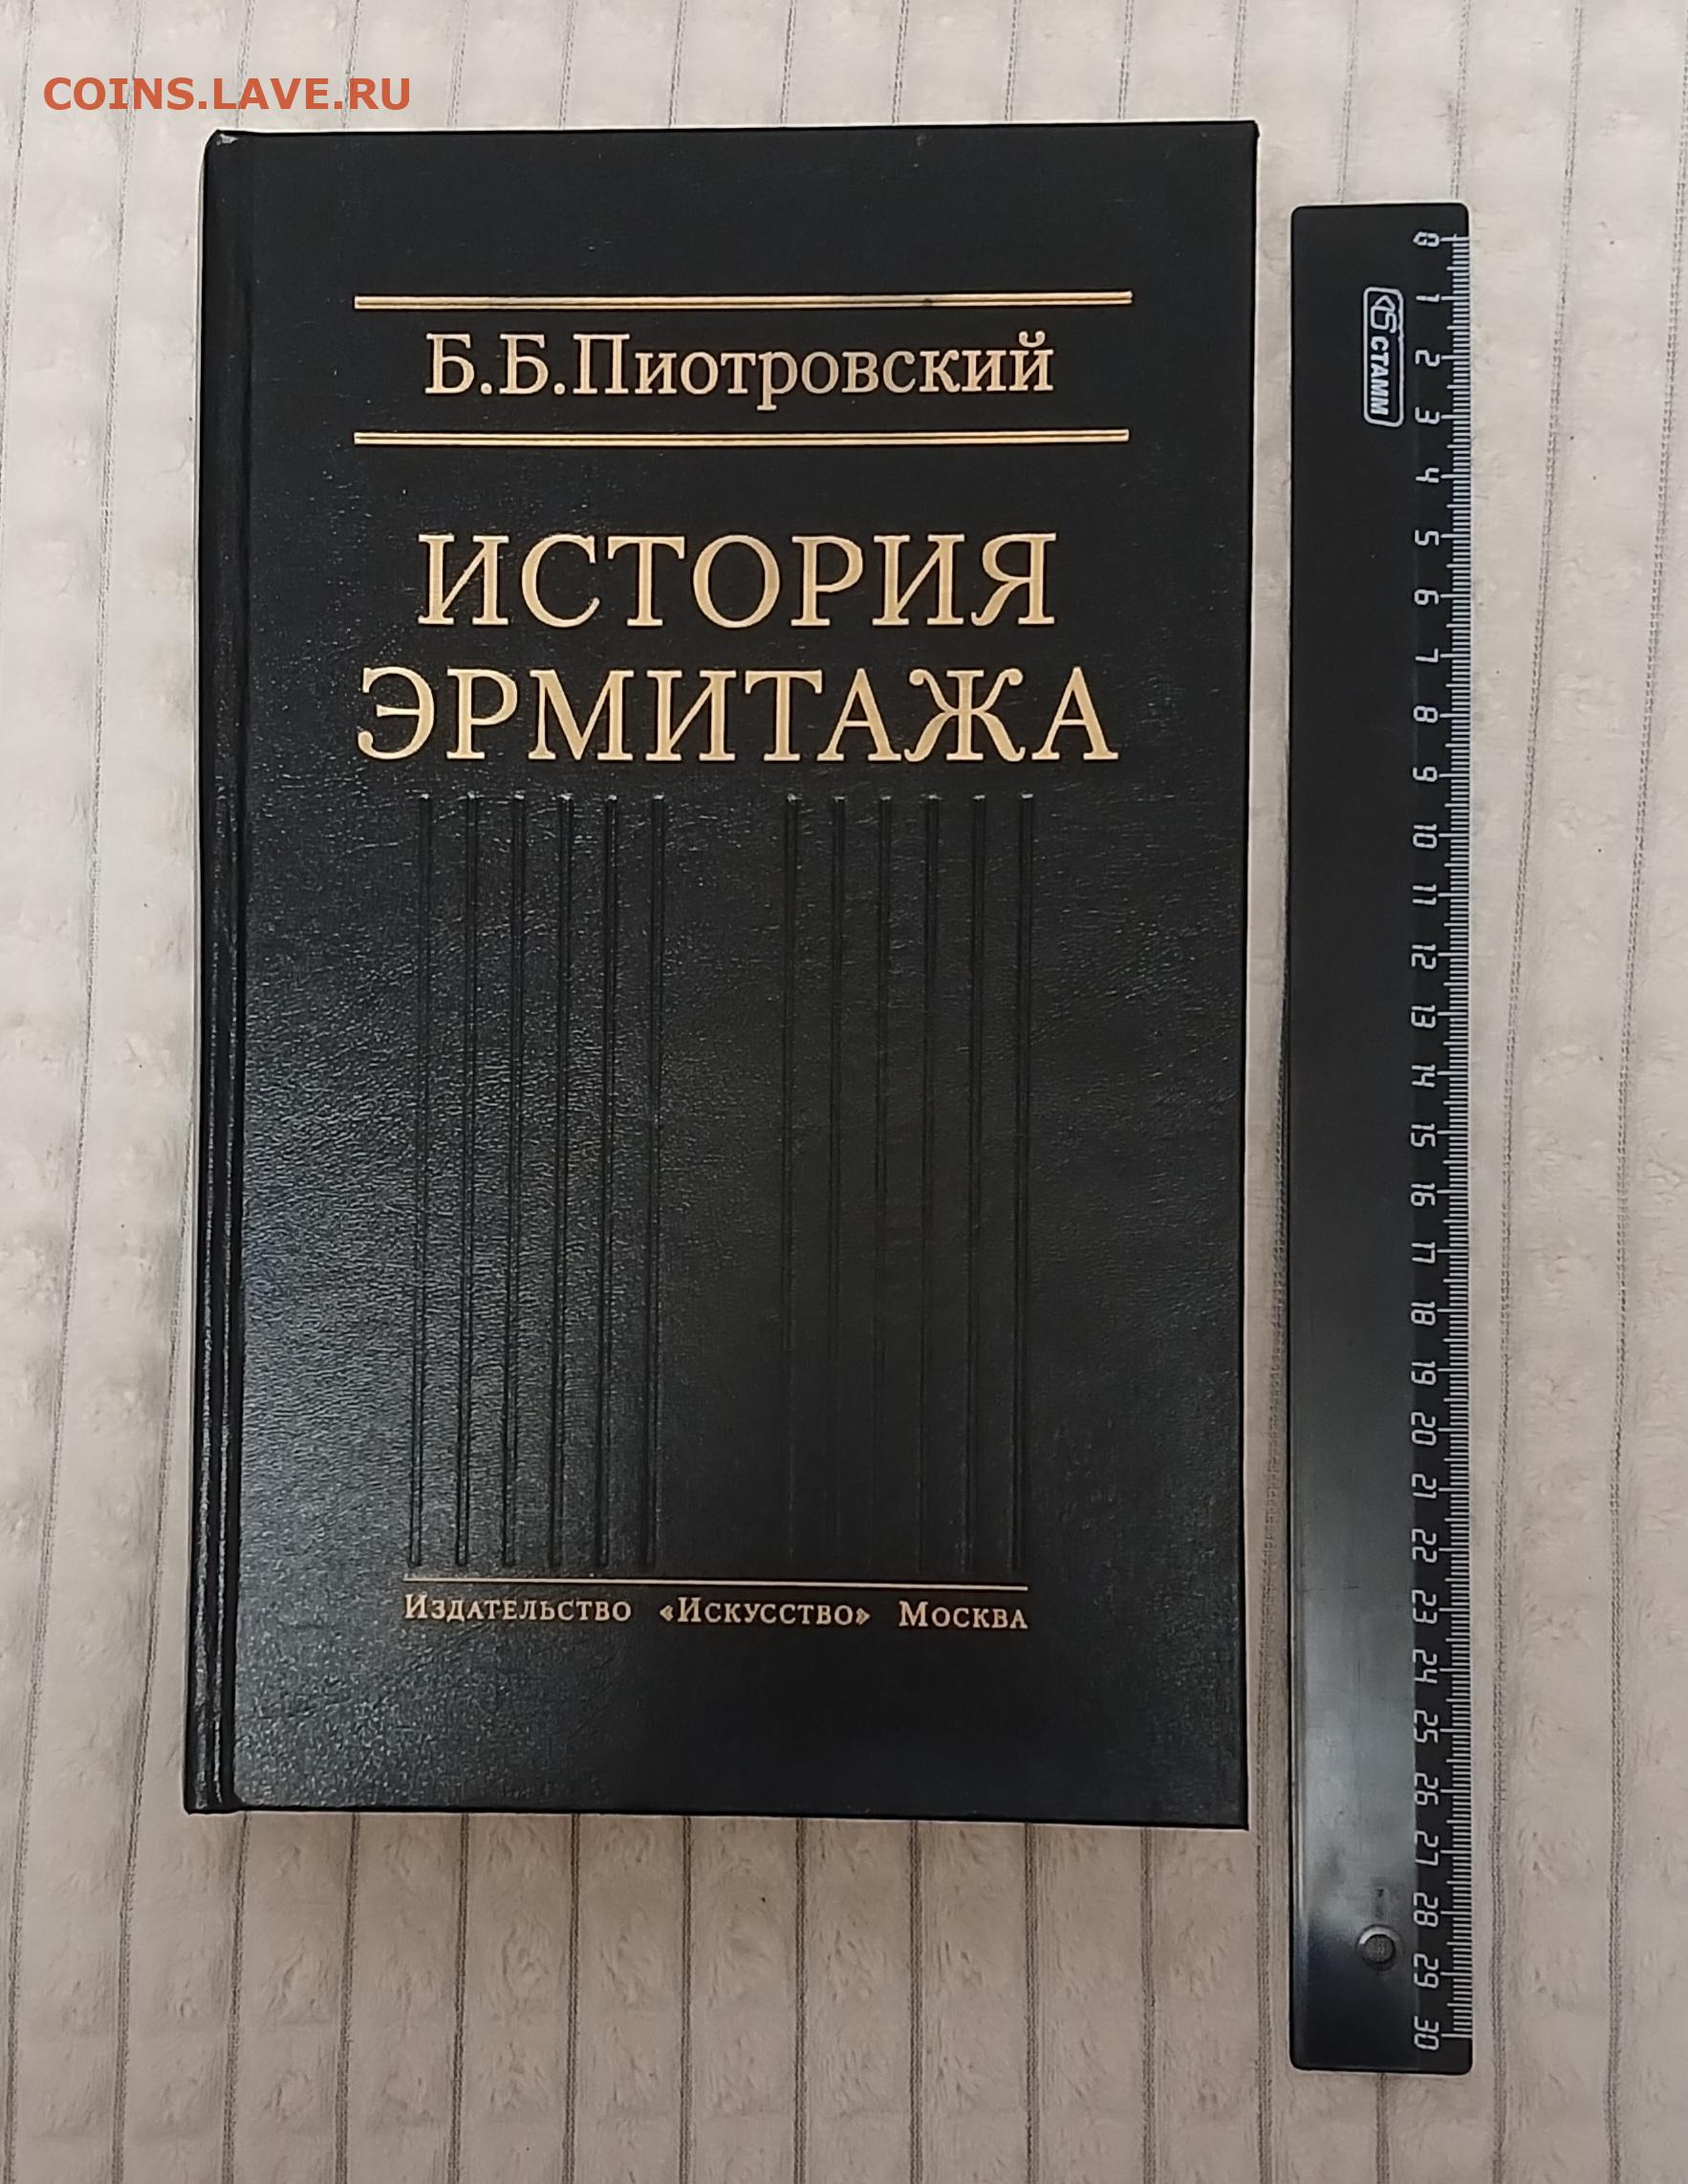 COINS.LAVE.RU
Б.Б.Пиотровский
ИСТОРИЯ
ЭРМИТАЖА
Издательство «Искусство» Москва
СТАММ
0 1 2 3 4 5 6 7 8 9 10 11 12 13 14 15 16 17 18 19 20 21 22 23 24 25 26 27 28 29 30